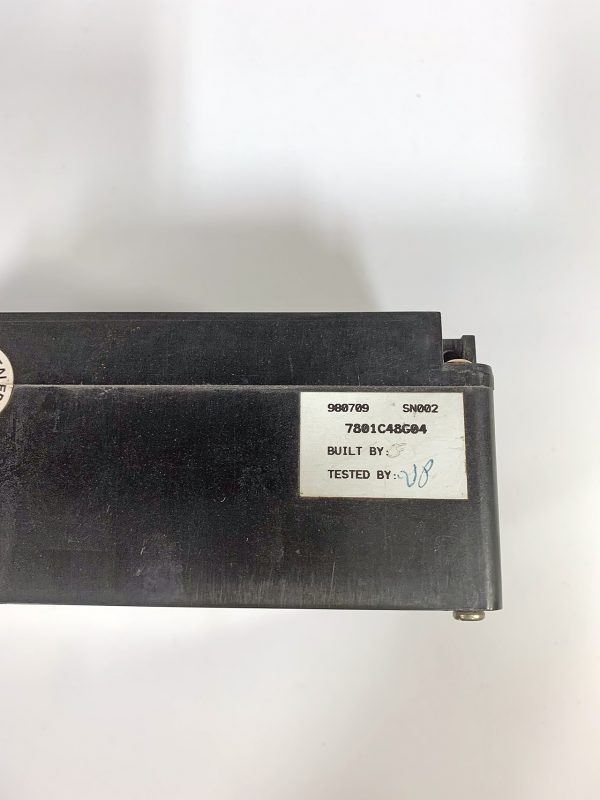 980709 SN002
7801C48G04
BUILT BY:
TESTED BY: